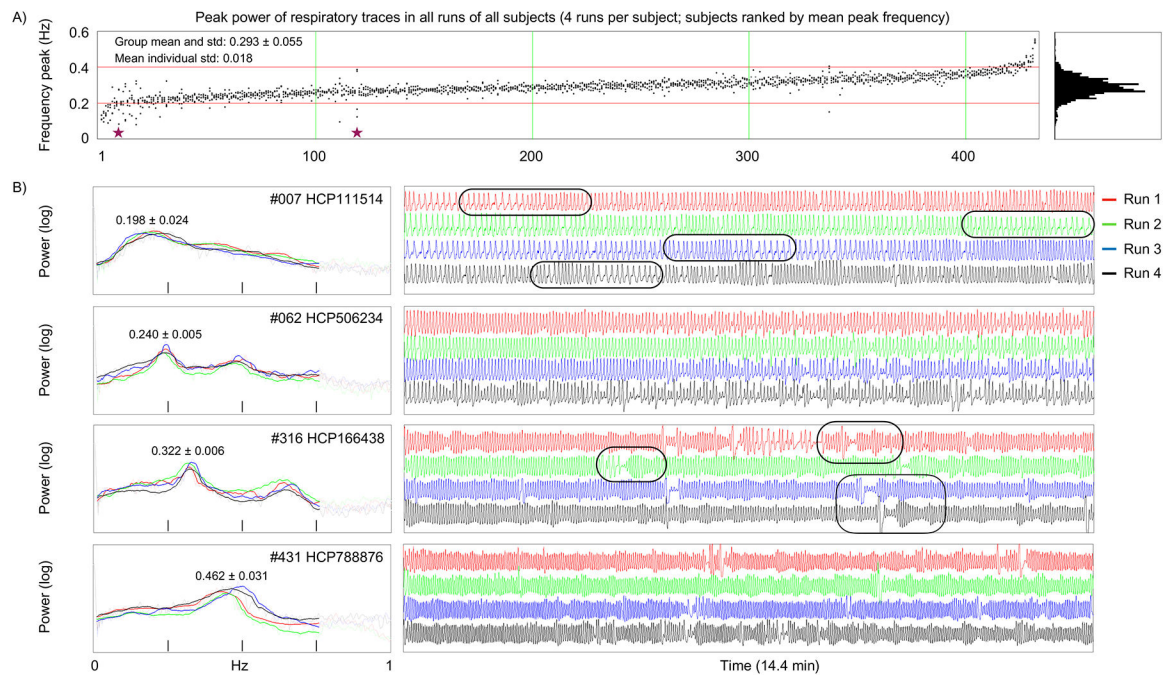 A)
Peak power of respiratory traces in all runs of all subjects (4 runs per subject; subjects ranked by mean peak frequency)
Frequency peak (Hz)
0.6
0.4
0.2
0
Group mean and std: 0.293 ± 0.055
Mean individual std: 0.018
1
100
200
300
400
B)
Power (log)
#007 HCP111514
0.198 ± 0.024
Run 1
Run 2
Run 3
Run 4
Power (log)
#062 HCP506234
0.240 ± 0.005
Power (log)
#316 HCP166438
0.322 ± 0.006
Power (log)
#431 HCP788876
0.462 ± 0.031
0
Hz
1
Time (14.4 min)